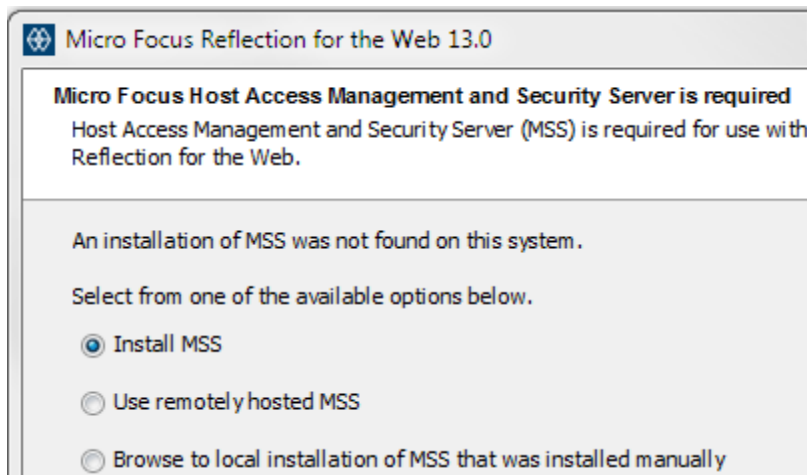 Micro Focus Reflection for the Web 13.0
Micro Focus Host Access Management and Security Server is required
Host Access Management and Security Server (MSS) is required for use with
Reflection for the Web.
An installation of MSS was not found on this system.
Select from one of the available options below.
Install MSS
Use remotely hosted MSS
Browse to local installation of MSS that was installed manually